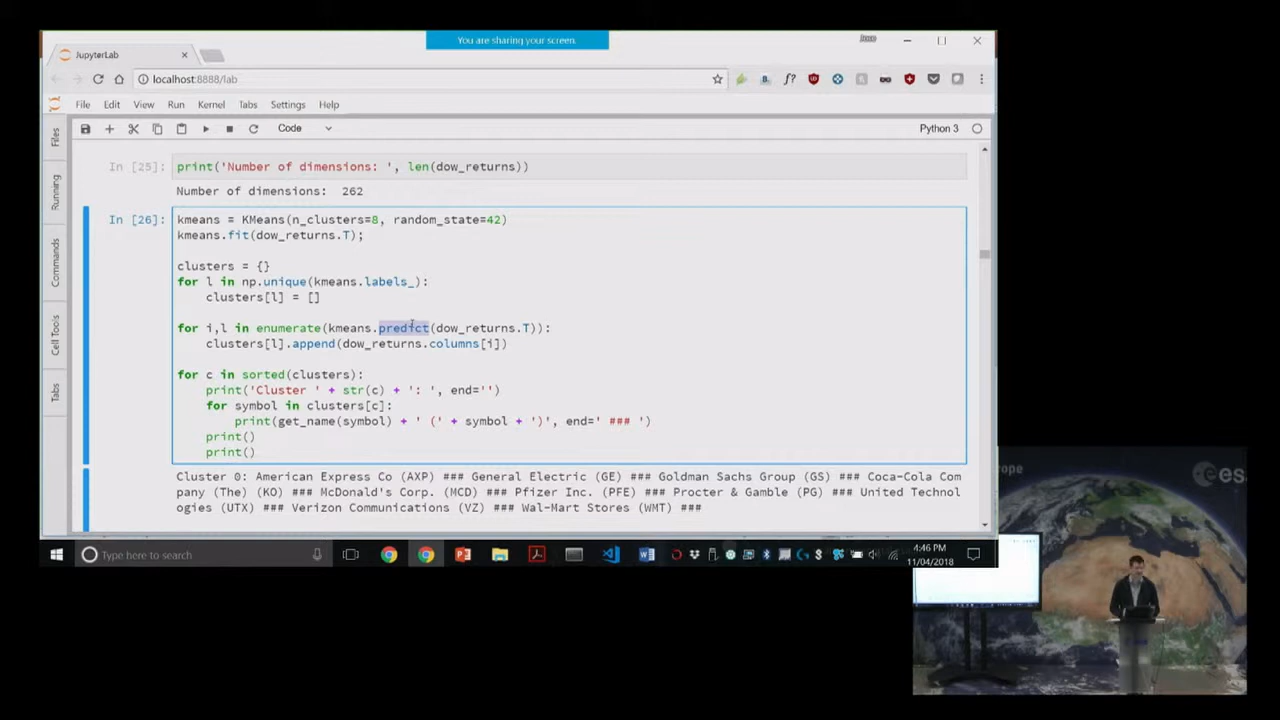 You are sharing your screen.
JupyterLab
localhost:8888/lab
File Edit View Run Kernel Tabs Settings Help
Code
Python 3
Files
Running
Commands
Cell Tools
Tabs
In [25]: print('Number of dimensions: ', len(dow_returns))
Number of dimensions:  262
In [26]: kmeans = KMeans(n_clusters=8, random_state=42)
kmeans.fit(dow_returns.T);
clusters = {}
for l in np.unique(kmeans.labels_):
    clusters[l] = []
for i,l in enumerate(kmeans.predict(dow_returns.T)):
    clusters[l].append(dow_returns.columns[i])
for c in sorted(clusters):
    print('Cluster ' + str(c) + ': ', end='')
    for symbol in clusters[c]:
        print(get_name(symbol) + ' (' + symbol + ')', end=' ### ')
    print()
    print()
Cluster 0: American Express Co (AXP) ### General Electric (GE) ### Goldman Sachs Group (GS) ### Coca-Cola Com
pany (The) (KO) ### McDonald's Corp. (MCD) ### Pfizer Inc. (PFE) ### Procter & Gamble (PG) ### United Technol
ogies (UTX) ### Verizon Communications (VZ) ### Wal-Mart Stores (WMT) ###
Type here to search
4:46 PM
11/04/2018